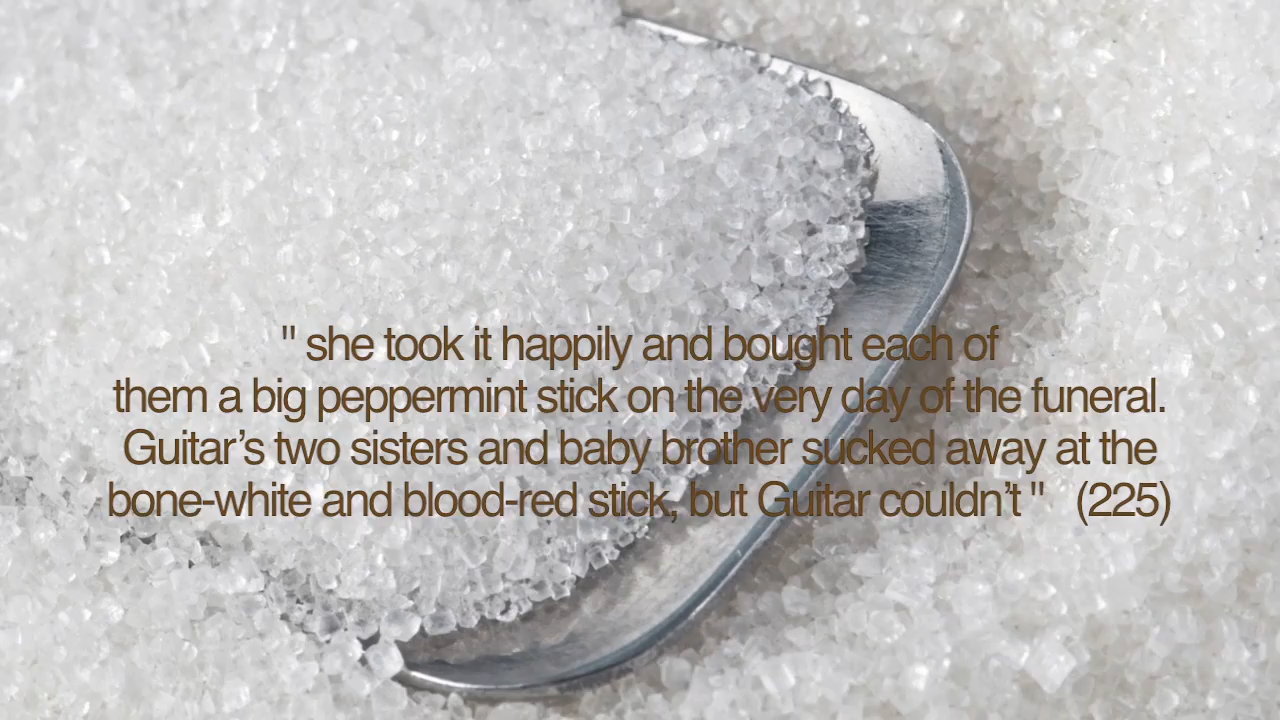 " she took it happily and bought each of
them a big peppermint stick on the very day of the funeral.
Guitar’s two sisters and baby brother sucked away at the
bone-white and blood-red stick, but Guitar couldn’t " (225)